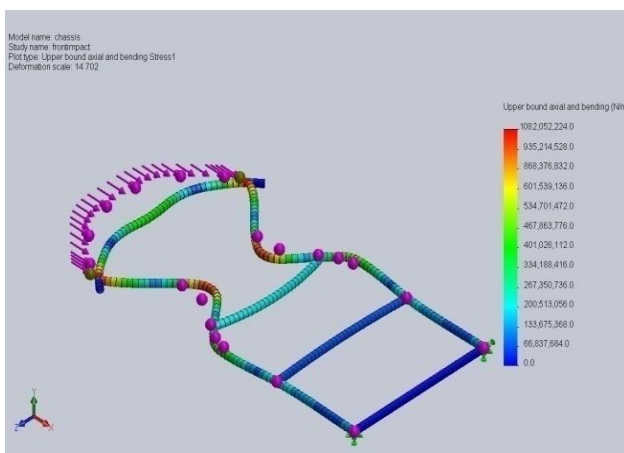 Model name: chassis
Study name: frontimpact
Plot type: Upper bound axial and bending Stress1
Deformation scale: 14.702
Upper bound axial and bending (N/m
1082,052,224.0
935,214,528.0
868,376,832.0
601,539,136.0
534,701,472.0
467,863,776.0
401,026,112.0
334,188,416.0
267,350,736.0
200,513,056.0
133,675,368.0
66,837,684.0
0.0
Y
Z
X